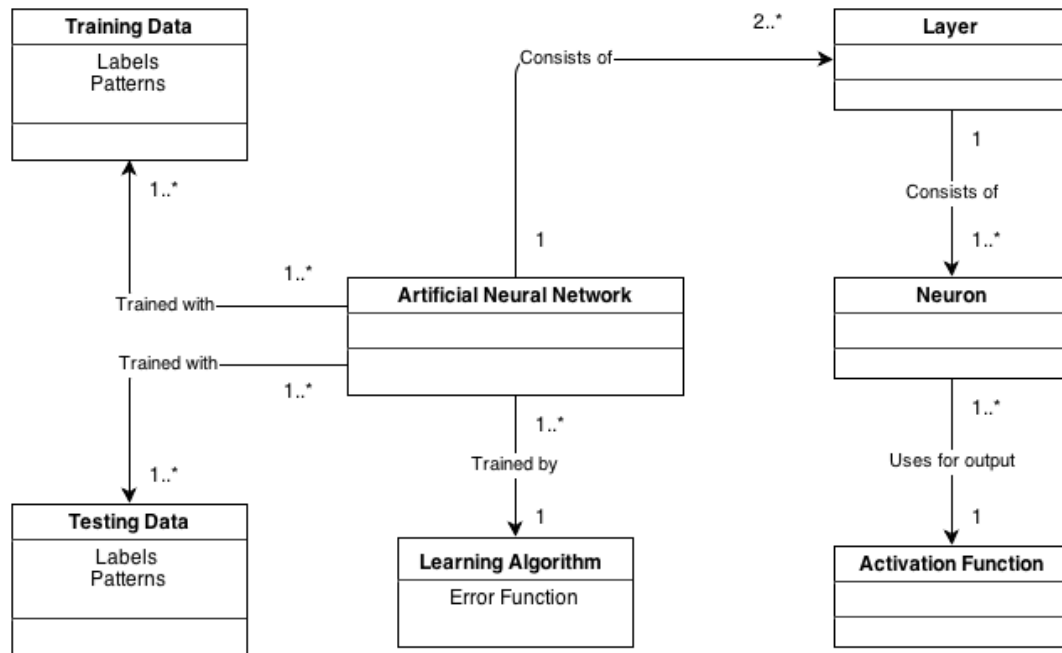 Training Data
Labels
Patterns
1..*
1..*
Trained with
Trained with
1..*
1..*
Testing Data
Labels
Patterns
Consists of
2..*
1
Artificial Neural Network
1..*
Trained by
1
Learning Algorithm
Error Function
Layer
1
Consists of
1..*
Neuron
1..*
Uses for output
1
Activation Function